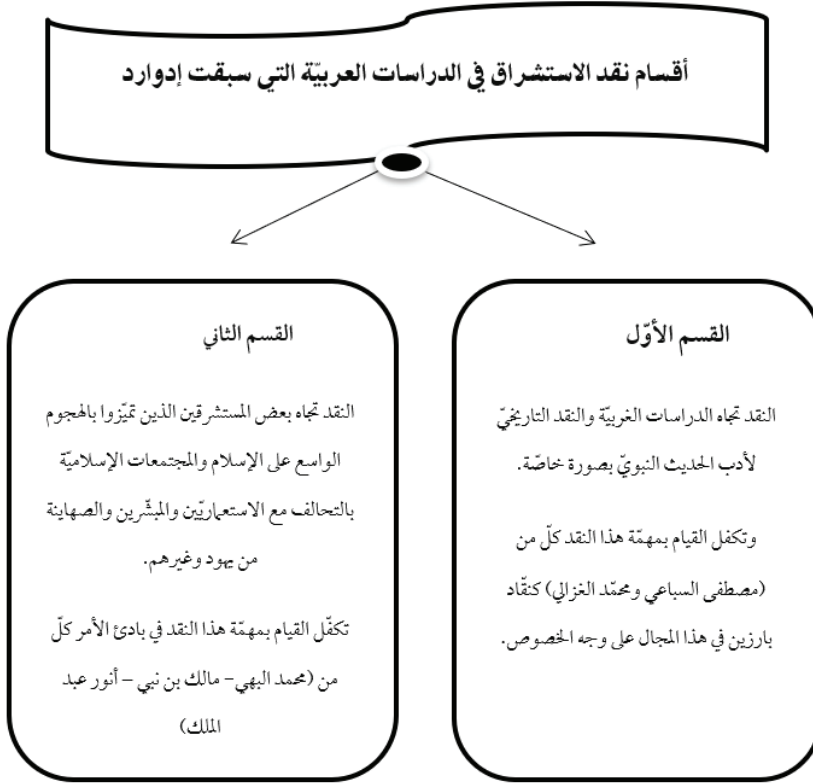 أقسام نقد الاستشراق في الدراسات العربيّة التي سبقت إدوارد
القسم الأوّل
النقد تجاه الدراسات الغربيّة والنقد التاريخيّ
لأدب الحديث النبويّ بصورة خاصّة.
وتكفل القيام بمهمّة هذا النقد كلّ من
(مصطفى السباعي ومحمّد الغزالي) كنقّاد
بارزين في هذا المجال على وجه الخصوص.
القسم الثاني
النقد تجاه بعض المستشرقين الذين تميّزوا بالهجوم
الواسع على الإسلام والمجتمعات الإسلاميّة
بالتحالف مع الاستعماريّين والمبشّرين والصهاينة
من يهود وغيرهم.
تكفّل القيام بمهمّة هذا النقد في بادئ الأمر كلّ
من (محمد البهي– مالك بن نبي – أنور عبد
الملك)